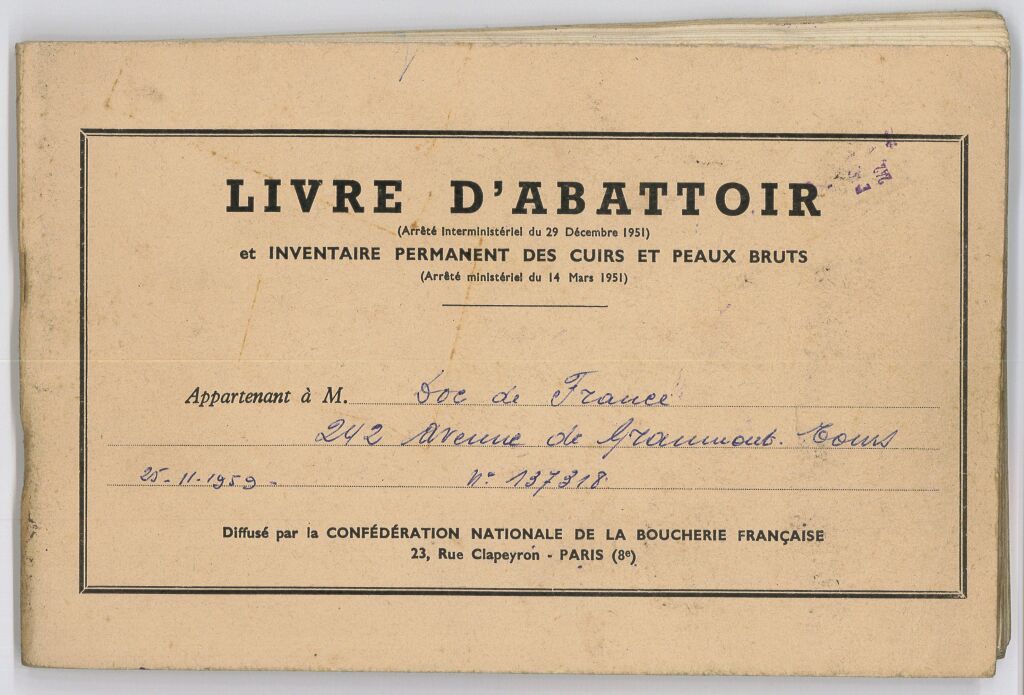 LIVRE D'ABATTOIR
(Arrêté interministériel du 29 Décembre 1951)
et INVENTAIRE PERMANENT DES CUIRS ET PEAUX BRUTS
(Arrêté ministériel du 14 Mars 1951)
Appartenant à M. Doc de France
242 Avenue de Grammont. Tours
25-11-1959- N° 137318
Diffusé par la CONFÉDÉRATION NATIONALE DE LA BOUCHERIE FRANÇAISE
23, Rue Clapeyron - PARIS (8e)
242